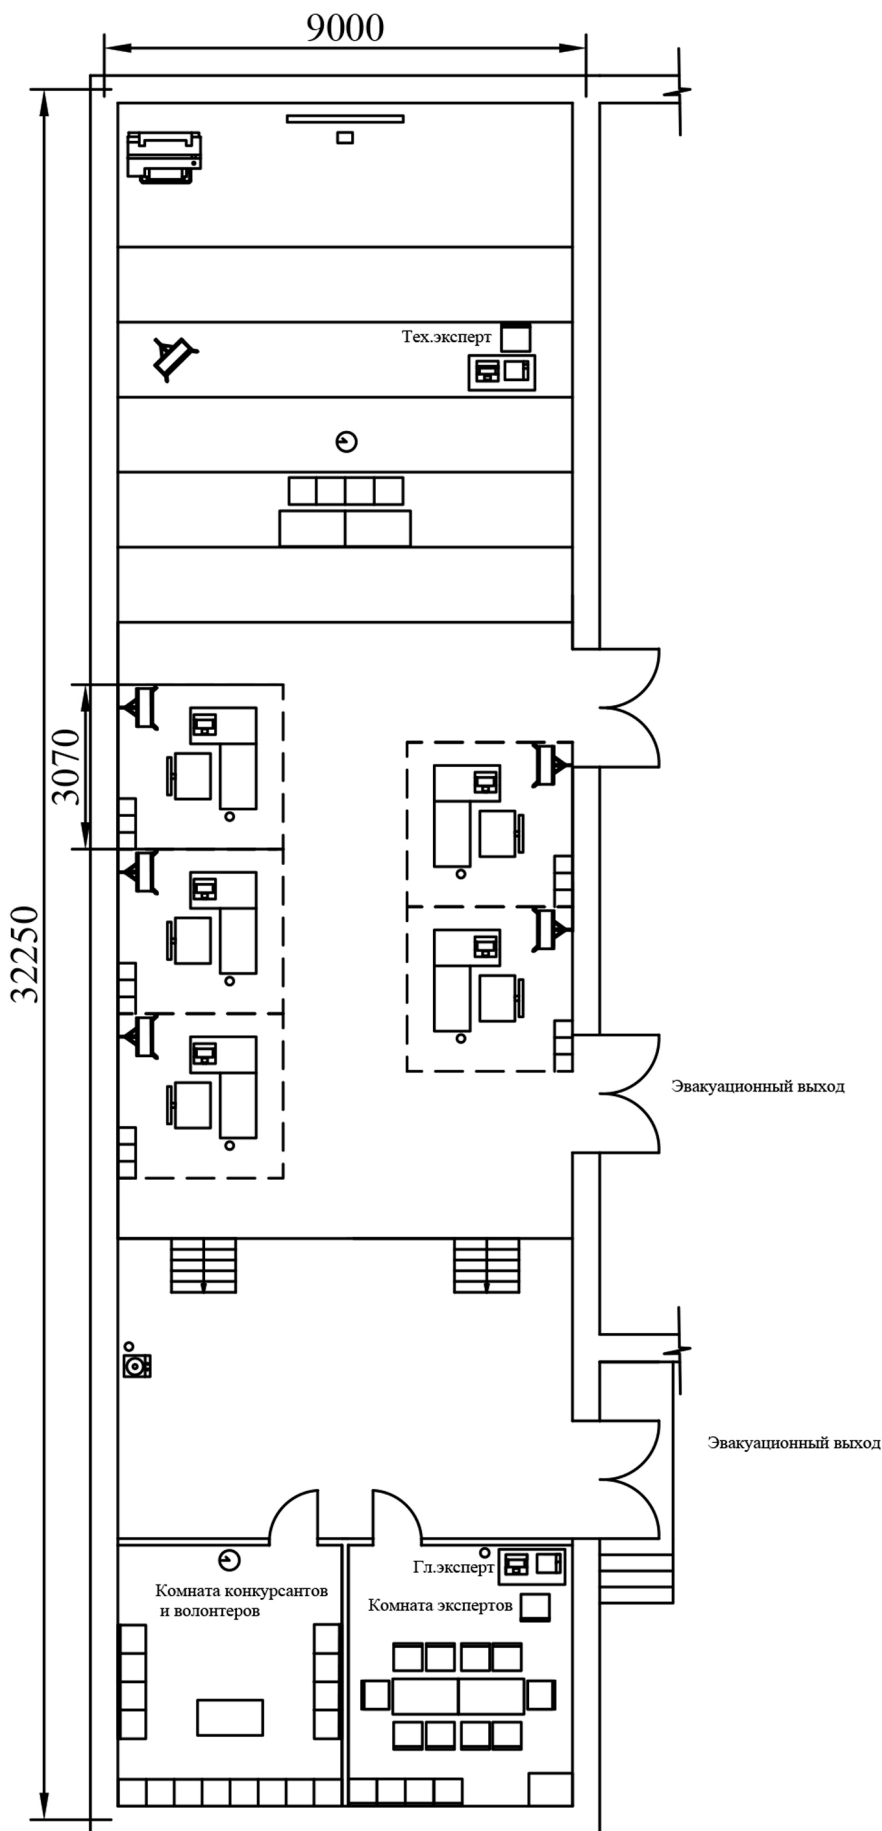 9000
Тех.эксперт
3070
32250
Эвакуационный выход
Эвакуационный выход
Гл.эксперт
Комната конкурсантов
и волонтеров
Комната экспертов